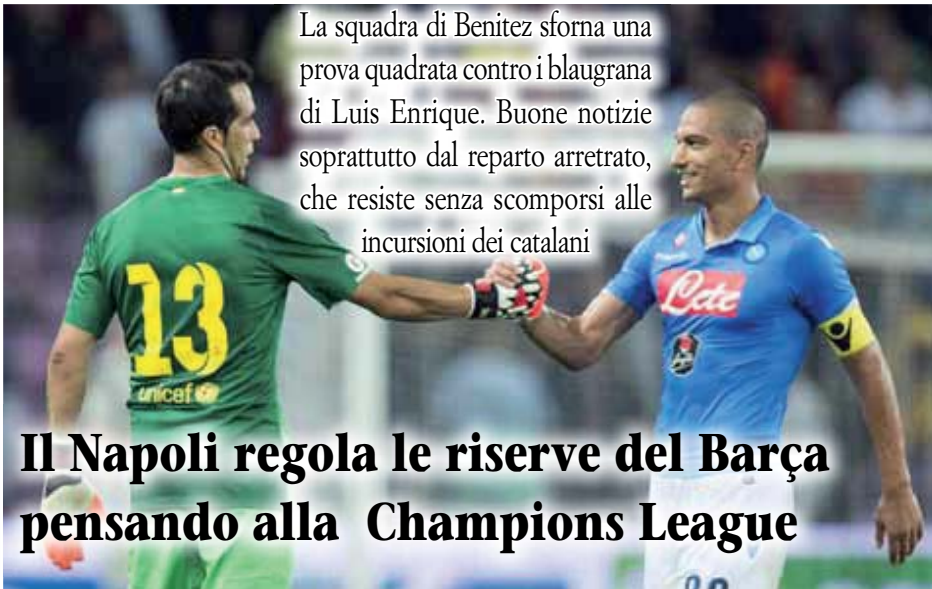 La squadra di Benitez sforna una
prova quadrata contro i blaugrana
di Luis Enrique. Buone notizie
soprattutto dal reparto arretrato,
che resiste senza scomporsi alle
incursioni dei catalani
13
unicef
Lete
Il Napoli regola le riserve del Barça
pensando alla Champions League